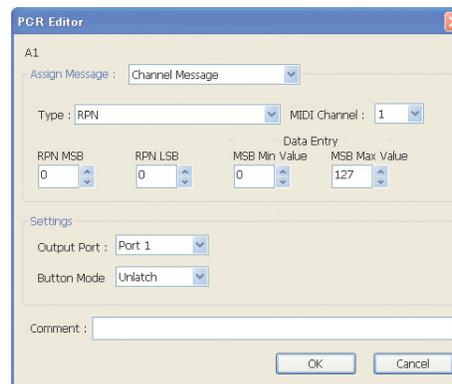 PCR Editor
A1
Assign Message : Channel Message
Type : RPN MIDI Channel : 1
Data Entry
RPN MSB RPN LSB MSB Min Value MSB Max Value
0 0 0 127
Settings
Output Port : Port 1
Button Mode Unlatch
Comment :
OK Cancel